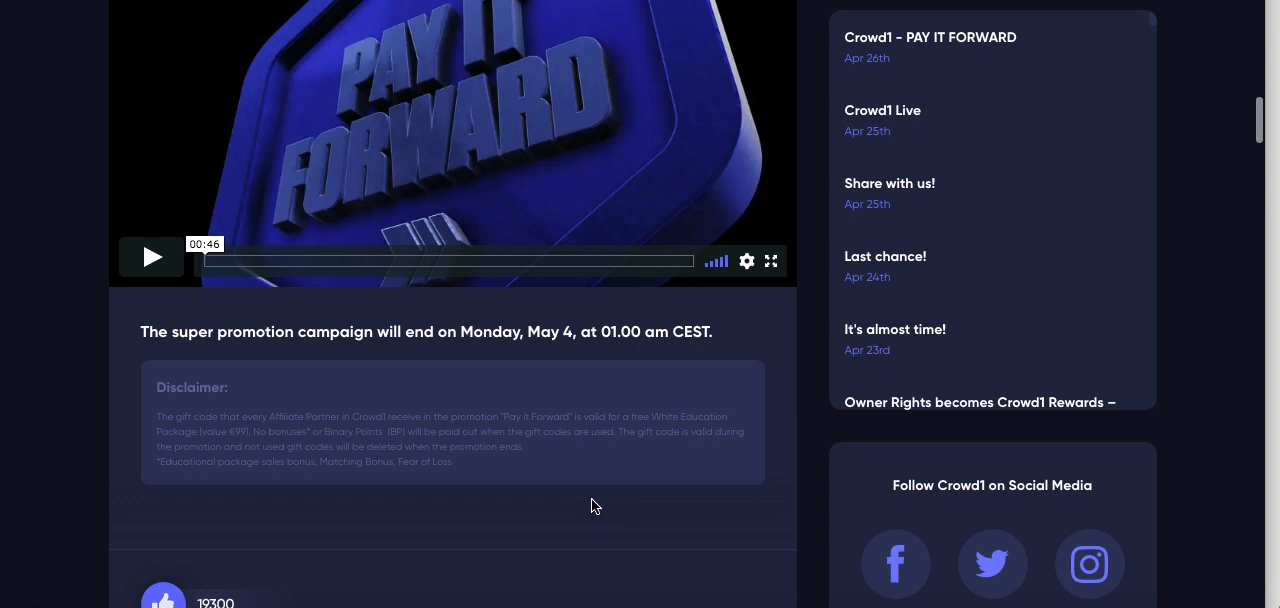 PAY IT
FORWARD
00:46
The super promotion campaign will end on Monday, May 4, at 01.00 am CEST.
Disclaimer:
The gift code that every Affiliate Partner in Crowd1 receive in the promotion "Pay it Forward" is valid for a free White Education
Package (value €99). No bonuses* or Binary Points (BP) will be paid out when the gift codes are used. The gift code is valid during
the promotion and not used gift codes will be deleted when the promotion ends.
*Educational package sales bonus, Matching Bonus, Fear of Loss
19300
Crowd1 - PAY IT FORWARD
Apr 26th
Crowd1 Live
Apr 25th
Share with us!
Apr 25th
Last chance!
Apr 24th
It's almost time!
Apr 23rd
Owner Rights becomes Crowd1 Rewards –
Follow Crowd1 on Social Media